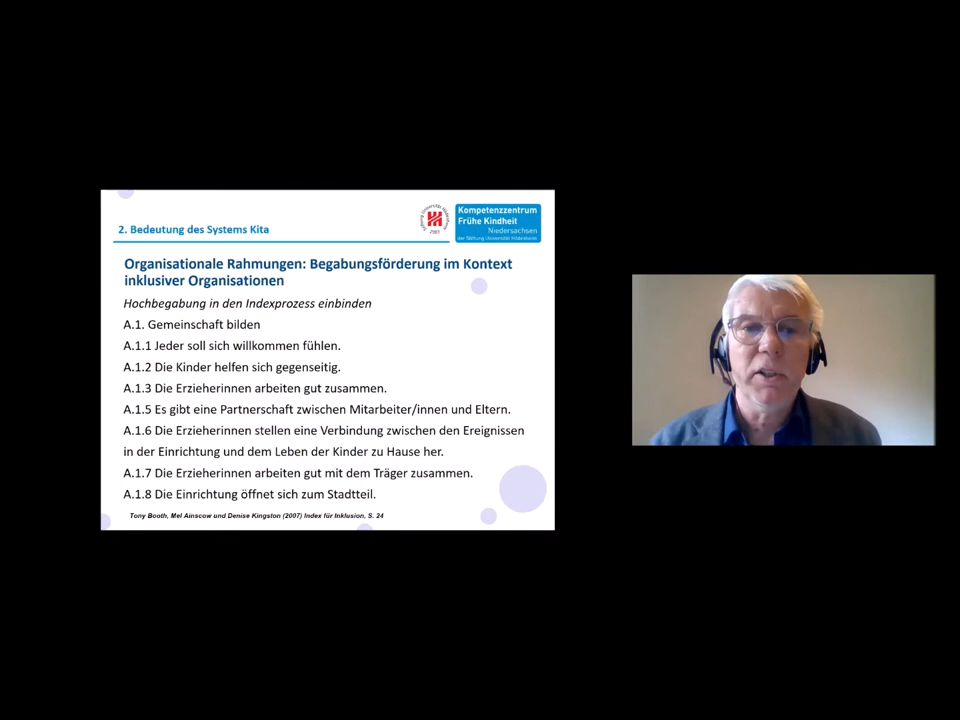 2. Bedeutung des Systems Kita
2003
Kompetenzzentrum
Frühe Kindheit
Niedersachsen
der Stiftung Universität Hildesheim
Organisationale Rahmungen: Begabungsförderung im Kontext
inklusiver Organisationen
Hochbegabung in den Indexprozess einbinden
A.1. Gemeinschaft bilden
A.1.1 Jeder soll sich willkommen fühlen.
A.1.2 Die Kinder helfen sich gegenseitig.
A.1.3 Die Erzieherinnen arbeiten gut zusammen.
A.1.5 Es gibt eine Partnerschaft zwischen Mitarbeiter/innen und Eltern.
A.1.6 Die Erzieherinnen stellen eine Verbindung zwischen den Ereignissen
in der Einrichtung und dem Leben der Kinder zu Hause her.
A.1.7 Die Erzieherinnen arbeiten gut mit dem Träger zusammen.
A.1.8 Die Einrichtung öffnet sich zum Stadtteil.
Tony Booth, Mel Ainscow und Denise Kingston (2007) Index für Inklusion, S. 24